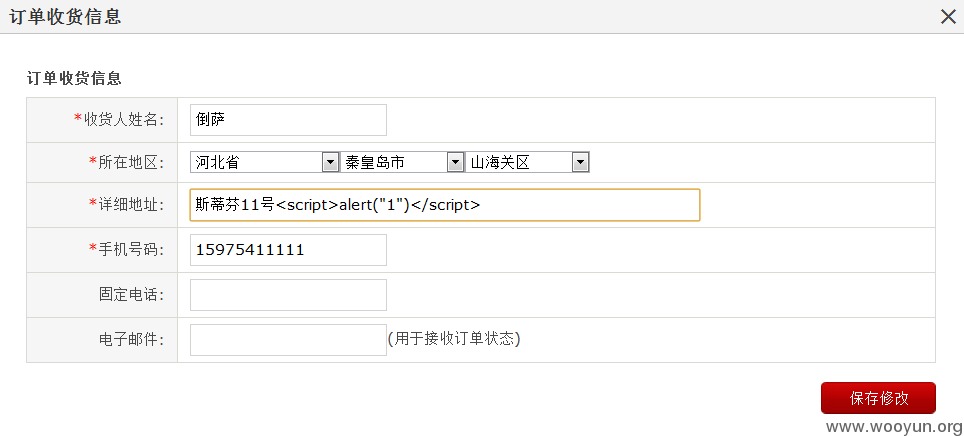 订单收货信息
订单收货信息
*收货人姓名: 倒萨
*所在地区: 河北省 秦皇岛市 山海关区
*详细地址: 斯蒂芬11号<script>alert("1")</script>
*手机号码: 15975411111
固定电话:
电子邮件: (用于接收订单状态)
保存修改
www.wooyun.org